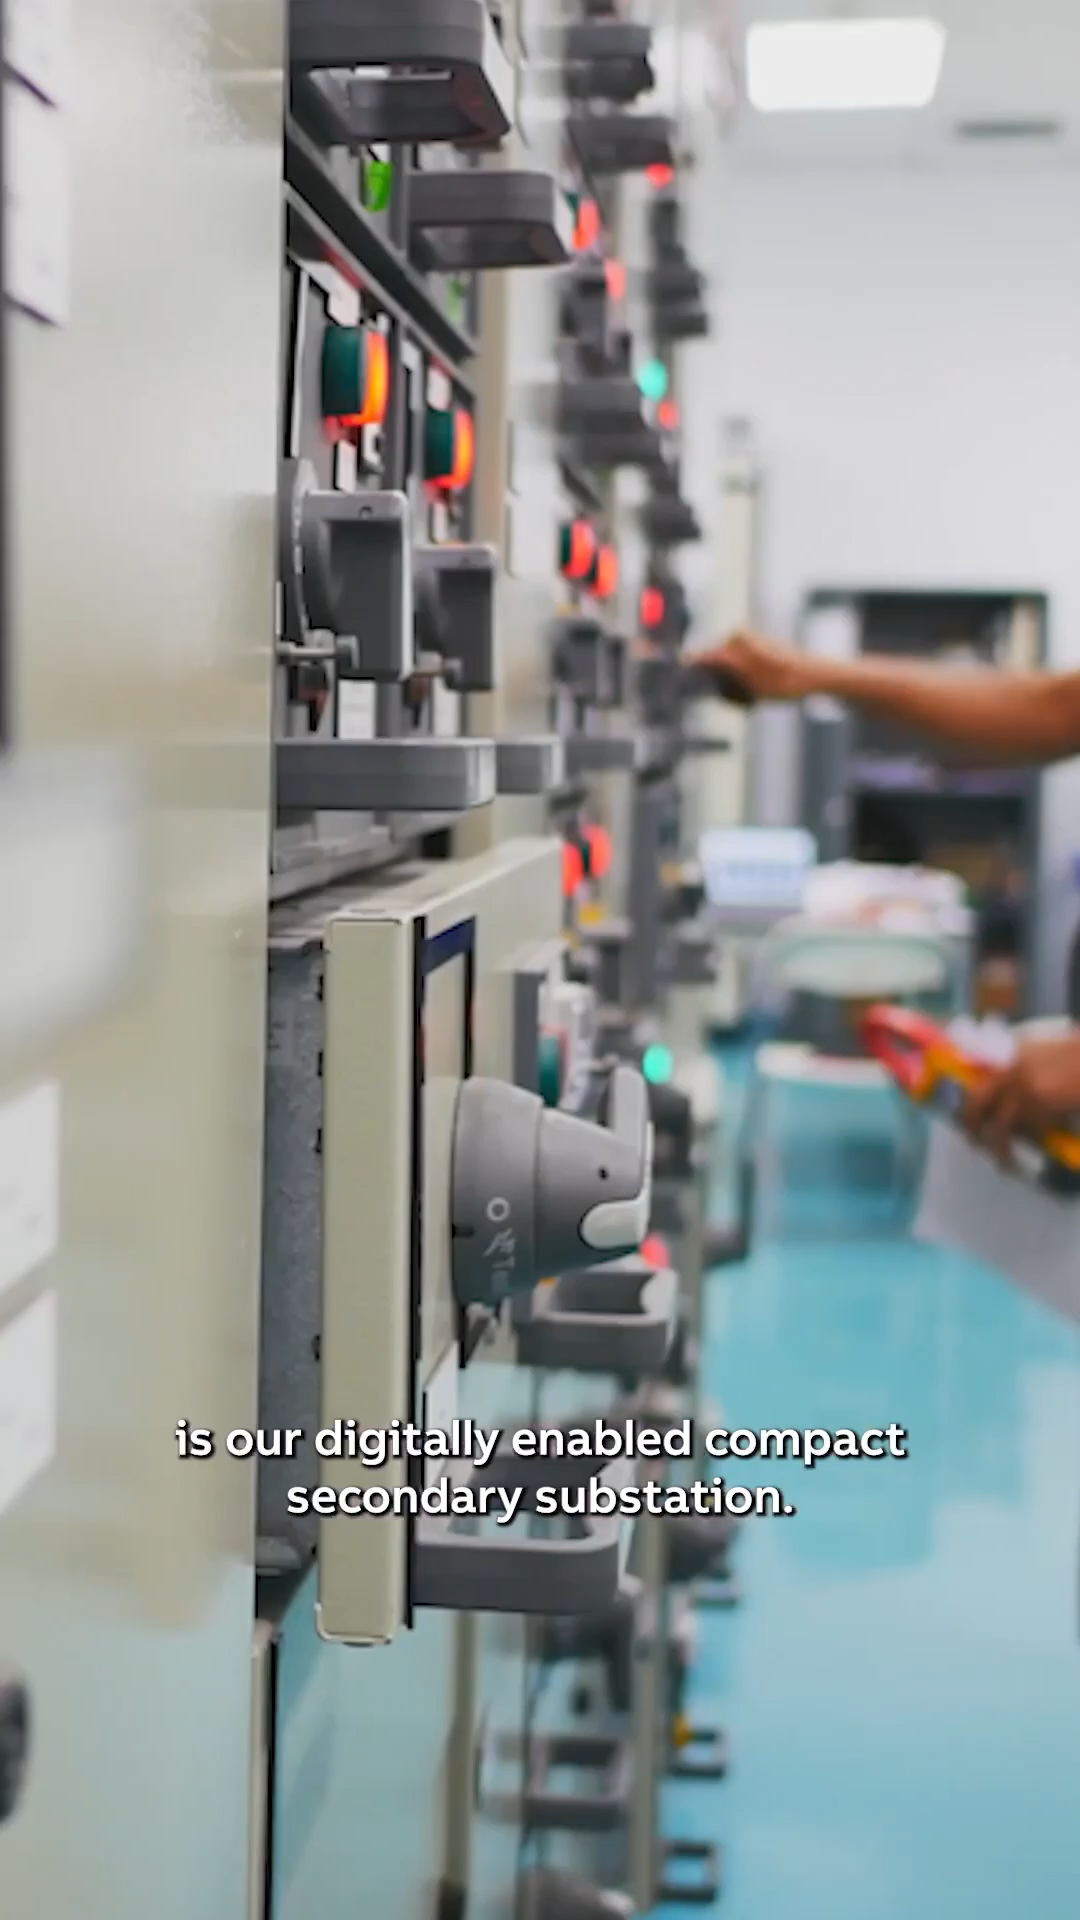 is our digitally enabled compact
secondary substation.